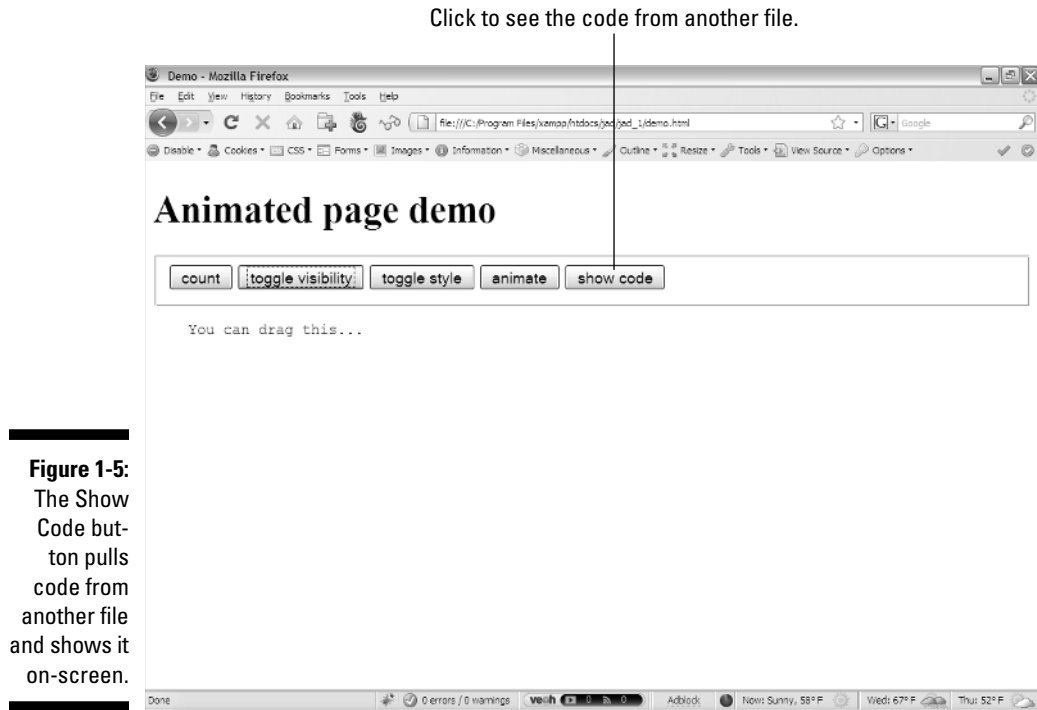 Click to see the code from another file.
Demo - Mozilla Firefox
File Edit View History Bookmarks Tools Help
file:///C:/Program Files/xampp/htdocs/jad/jad_1/demo.html
G Google
Disable Cookies CSS Forms Images Information Miscellaneous Outline Resize Tools View Source Options
Animated page demo
count toggle visibility toggle style animate show code
You can drag this...
Figure 1-5:
The Show
Code but-
ton pulls
code from
another file
and shows it
on-screen.
Done 0 errors / 0 warnings veoh 0 0 Adblock Now: Sunny, 58° F Wed: 67° F Thu: 52° F